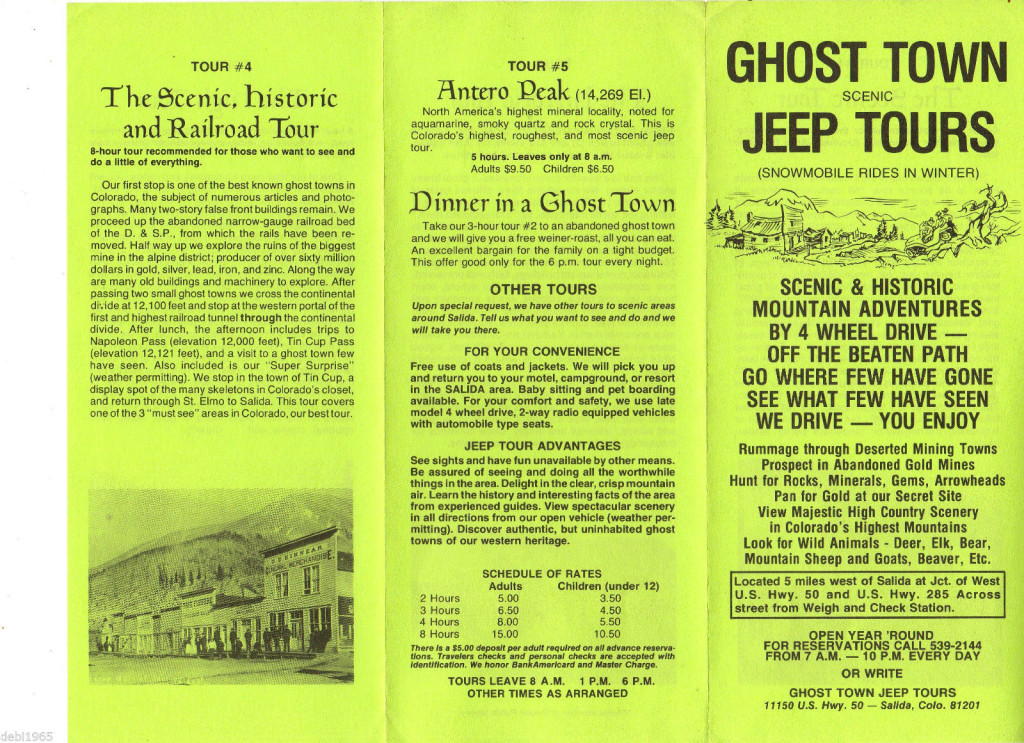 TOUR #4
The Scenic, historic
and Railroad Tour
8-hour tour recommended for those who want to see and
do a little of everything.
Our first stop is one of the best known ghost towns in
Colorado, the subject of numerous articles and photo-
graphs. Many two-story false front buildings remain. We
proceed up the abandoned narrow-gauge railroad bed
of the D. & S.P., from which the rails have been re-
moved. Half way up we explore the ruins of the biggest
mine in the alpine district; producer of over sixty million
dollars in gold, silver, lead, iron, and zinc. Along the way
are many old buildings and machinery to explore. After
passing two small ghost towns we cross the continental
divide at 12,100 feet and stop at the western portal of the
first and highest railroad tunnel through the continental
divide. After lunch, the afternoon includes trips to
Napoleon Pass (elevation 12,000 feet), Tin Cup Pass
(elevation 12,121 feet), and a visit to a ghost town few
have seen. Also included is our "Super Surprise"
(weather permitting). We stop in the town of Tin Cup, a
display spot of the many skeletons in Colorado's closet,
and return through St. Elmo to Salida. This tour covers
one of the 3 "must see" areas in Colorado, our best tour.
GENERAL MERCHANDISE.
TOUR #5
Antero Peak (14,269 El.)
North America's highest mineral locality, noted for
aquamarine, smoky quartz and rock crystal. This is
Colorado's highest, roughest, and most scenic jeep
tour.
5 hours. Leaves only at 8 a.m.
Adults $9.50 Children $6.50
Dinner in a Ghost Town
Take our 3-hour tour #2 to an abandoned ghost town
and we will give you a free weiner-roast, all you can eat.
An excellent bargain for the family on a tight budget.
This offer good only for the 6 p.m. tour every night.
OTHER TOURS
Upon special request, we have other tours to scenic areas
around Salida. Tell us what you want to see and do and we
will take you there.
FOR YOUR CONVENIENCE
Free use of coats and jackets. We will pick you up
and return you to your motel, campground, or resort
in the SALIDA area. Baby sitting and pet boarding
available. For your comfort and safety, we use late
model 4 wheel drive, 2-way radio equipped vehicles
with automobile type seats.
JEEP TOUR ADVANTAGES
See sights and have fun unavailable by other means.
Be assured of seeing and doing all the worthwhile
things in the area. Delight in the clear, crisp mountain
air. Learn the history and interesting facts of the area
from experienced guides. View spectacular scenery
in all directions from our open vehicle (weather per-
mitting). Discover authentic, but uninhabited ghost
towns of our western heritage.
SCHEDULE OF RATES
Adults Children (under 12)
2 Hours 5.00 3.50
3 Hours 6.50 4.50
4 Hours 8.00 5.50
8 Hours 15.00 10.50
There is a $5.00 deposit per adult required on all advance reserva-
tions. Travelers checks and personal checks are accepted with
identification. We honor BankAmericard and Master Charge.
TOURS LEAVE 8 A.M. 1 P.M. 6 P.M.
OTHER TIMES AS ARRANGED
GHOST TOWN
SCENIC
JEEP TOURS
(SNOWMOBILE RIDES IN WINTER)
SCENIC & HISTORIC
MOUNTAIN ADVENTURES
BY 4 WHEEL DRIVE —
OFF THE BEATEN PATH
GO WHERE FEW HAVE GONE
SEE WHAT FEW HAVE SEEN
WE DRIVE — YOU ENJOY
Rummage through Deserted Mining Towns
Prospect in Abandoned Gold Mines
Hunt for Rocks, Minerals, Gems, Arrowheads
Pan for Gold at our Secret Site
View Majestic High Country Scenery
in Colorado's Highest Mountains
Look for Wild Animals - Deer, Elk, Bear,
Mountain Sheep and Goats, Beaver, Etc.
Located 5 miles west of Salida at Jct. of West
U.S. Hwy. 50 and U.S. Hwy. 285 Across
street from Weigh and Check Station.
OPEN YEAR 'ROUND
FOR RESERVATIONS CALL 539-2144
FROM 7 A.M. — 10 P.M. EVERY DAY
OR WRITE
GHOST TOWN JEEP TOURS
11150 U.S. Hwy. 50 — Salida, Colo. 81201
debl1965